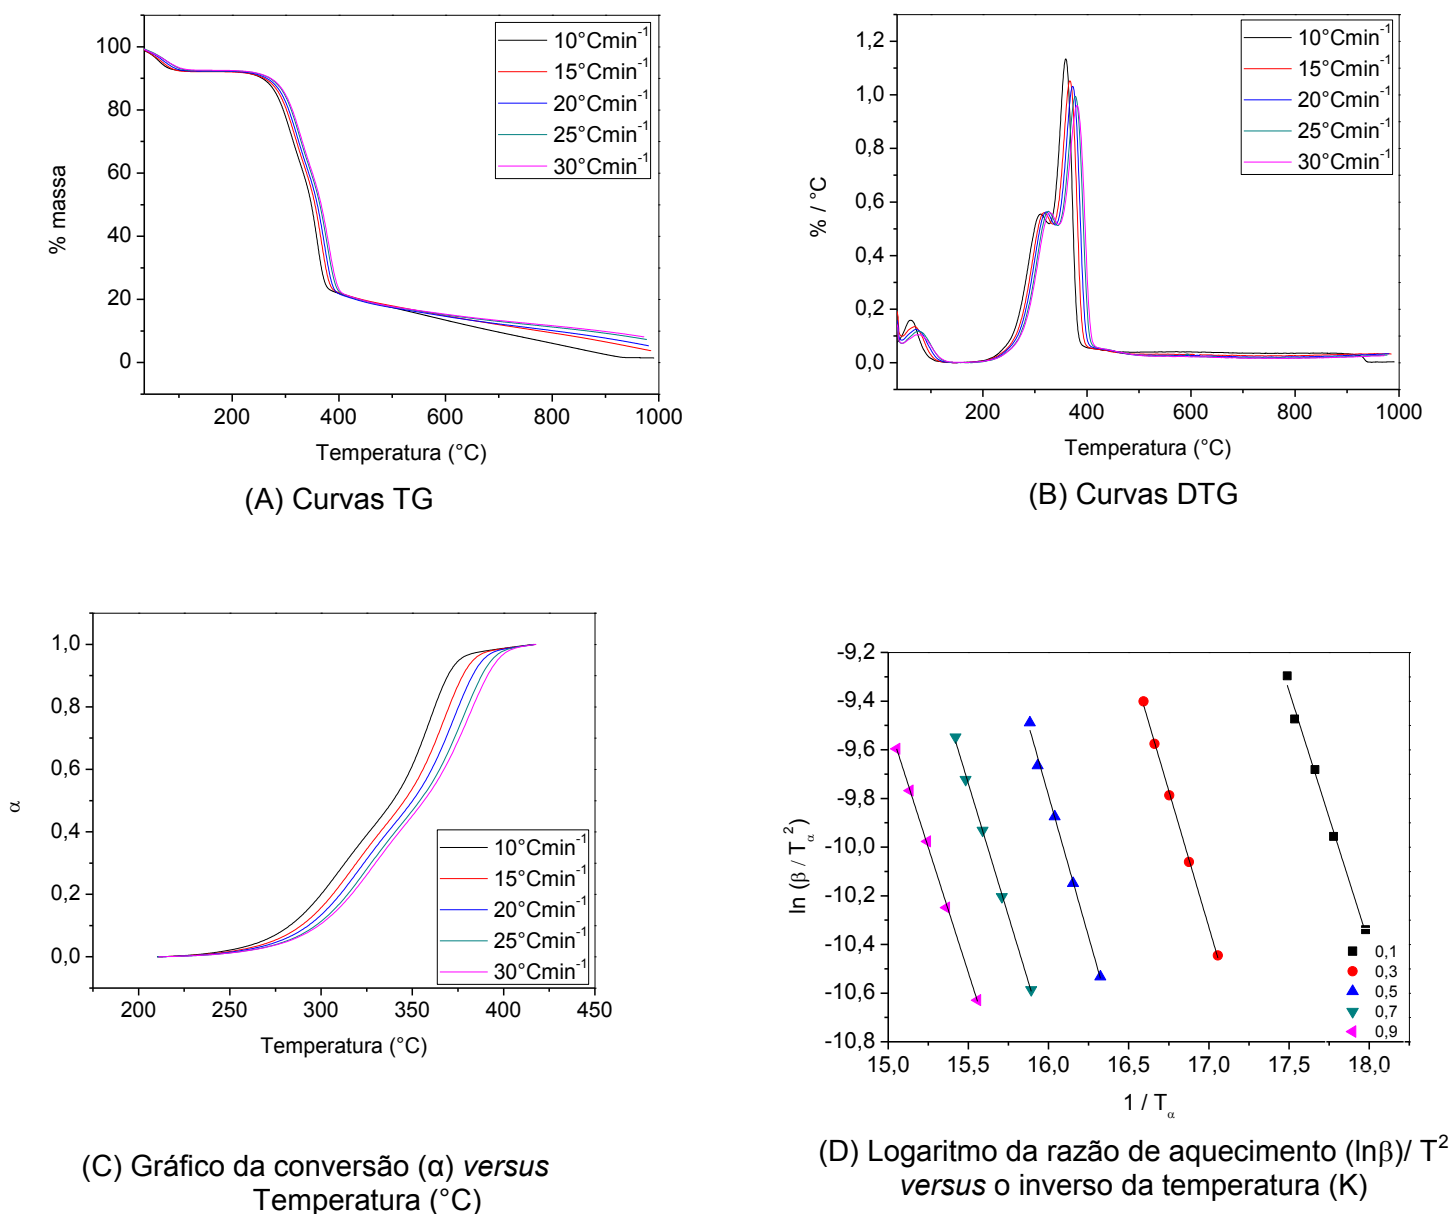 100
80
60
40
20
0
% massa
200
400
600
800
1000
Temperatura (°C)
10°Cmin⁻¹
15°Cmin⁻¹
20°Cmin⁻¹
25°Cmin⁻¹
30°Cmin⁻¹
(A) Curvas TG
1,2
1,0
0,8
0,6
0,4
0,2
0,0
% / °C
200
400
600
800
1000
Temperatura (°C)
10°Cmin⁻¹
15°Cmin⁻¹
20°Cmin⁻¹
25°Cmin⁻¹
30°Cmin⁻¹
(B) Curvas DTG
1,0
0,8
0,6
0,4
0,2
0,0
α
200
250
300
350
400
450
Temperatura (°C)
10°Cmin⁻¹
15°Cmin⁻¹
20°Cmin⁻¹
25°Cmin⁻¹
30°Cmin⁻¹
(C) Gráfico da conversão (α) versus
Temperatura (°C)
-9,2
-9,4
-9,6
-9,8
-10,0
-10,2
-10,4
-10,6
-10,8
ln (β / Tα²)
15,0
15,5
16,0
16,5
17,0
17,5
18,0
1 / Tα
0,1
0,3
0,5
0,7
0,9
(D) Logaritmo da razão de aquecimento (lnβ)/ T²
versus o inverso da temperatura (K)